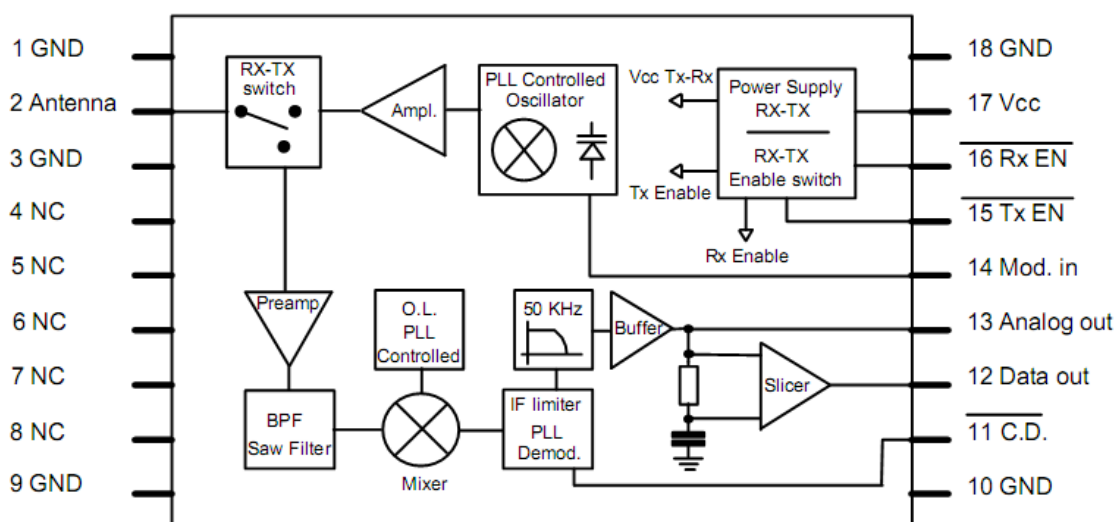 1 GND
2 Antenna
3 GND
4 NC
5 NC
6 NC
7 NC
8 NC
9 GND
RX-TX
switch
Ampl.
PLL Controlled
Oscillator
Vcc Tx-Rx
Tx Enable
Rx Enable
Power Supply
RX-TX
RX-TX
Enable switch
Preamp
BPF
Saw Filter
O.L.
PLL
Controlled
Mixer
50 KHz
IF limiter
PLL
Demod.
Buffer
Slicer
18 GND
17 Vcc
16 Rx EN
15 Tx EN
14 Mod. in
13 Analog out
12 Data out
11 C.D.
10 GND